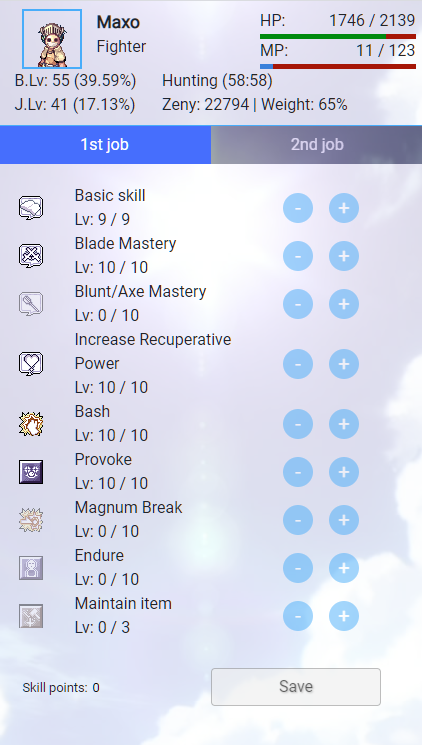 Maxo
Fighter
HP: 1746 / 2139
MP: 11 / 123
B.Lv: 55 (39.59%) Hunting (58:58)
J.Lv: 41 (17.13%) Zeny: 22794 | Weight: 65%
1st job 2nd job
Basic skill
Lv: 9 / 9
- +
Blade Mastery
Lv: 10 / 10
- +
Blunt/Axe Mastery
Lv: 0 / 10
- +
Increase Recuperative
Power
Lv: 10 / 10
- +
Bash
Lv: 10 / 10
- +
Provoke
Lv: 10 / 10
- +
Magnum Break
Lv: 0 / 10
- +
Endure
Lv: 0 / 10
- +
Maintain item
Lv: 0 / 3
- +
Skill points: 0 Save